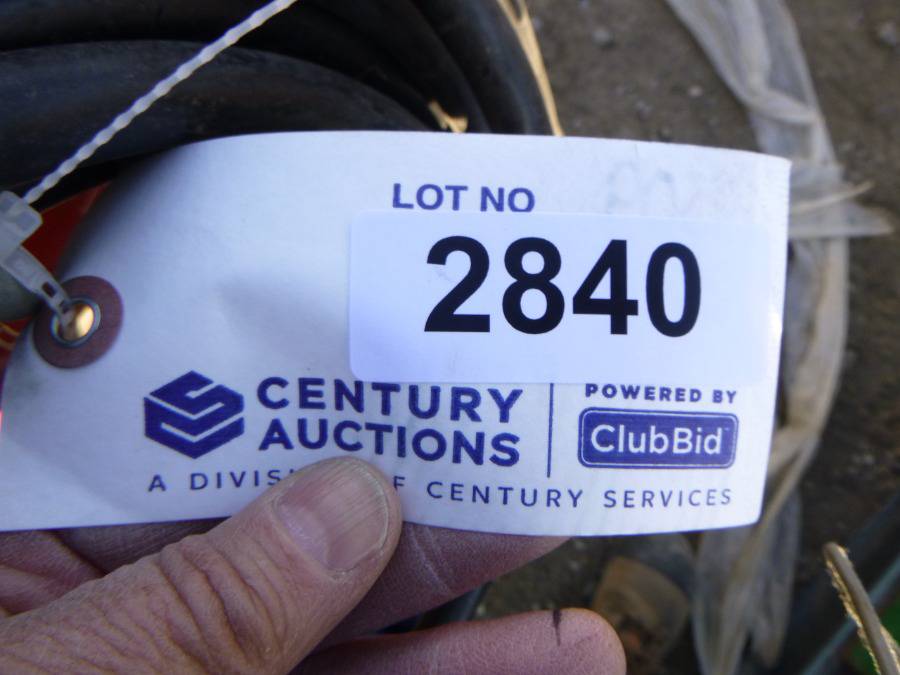 LOT NO
2840
CENTURY
AUCTIONS
POWERED BY
ClubBid
A CENTURY SERVICES